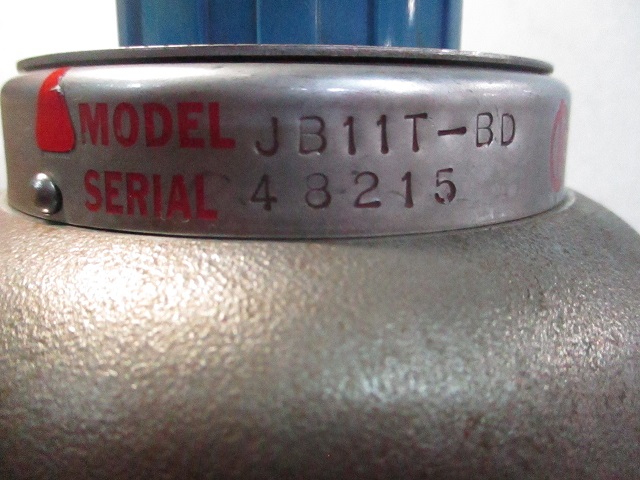 MODEL JB11T-BD
SERIAL 48215